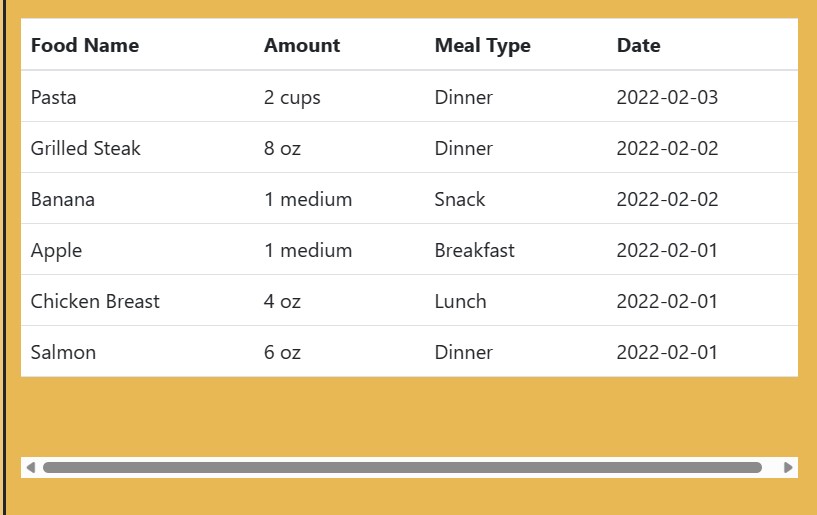 Food Name Amount Meal Type Date
Pasta 2 cups Dinner 2022-02-03
Grilled Steak 8 oz Dinner 2022-02-02
Banana 1 medium Snack 2022-02-02
Apple 1 medium Breakfast 2022-02-01
Chicken Breast 4 oz Lunch 2022-02-01
Salmon 6 oz Dinner 2022-02-01